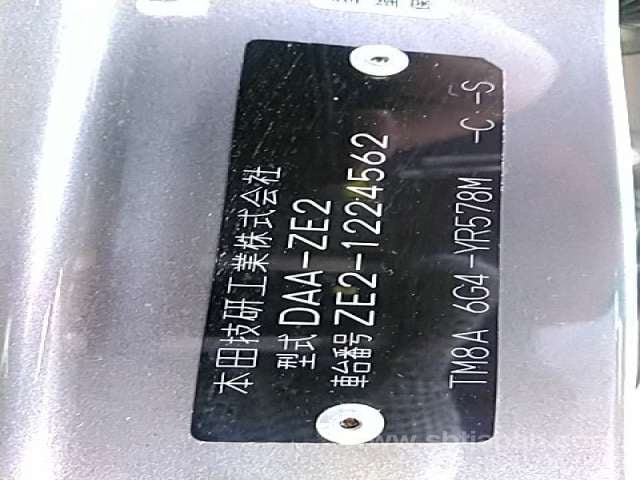 本田技研工業株式会社
型式 DAA-ZE2
車台番号 ZE2-1224562
TM8A 6G4-YR578M -C -S